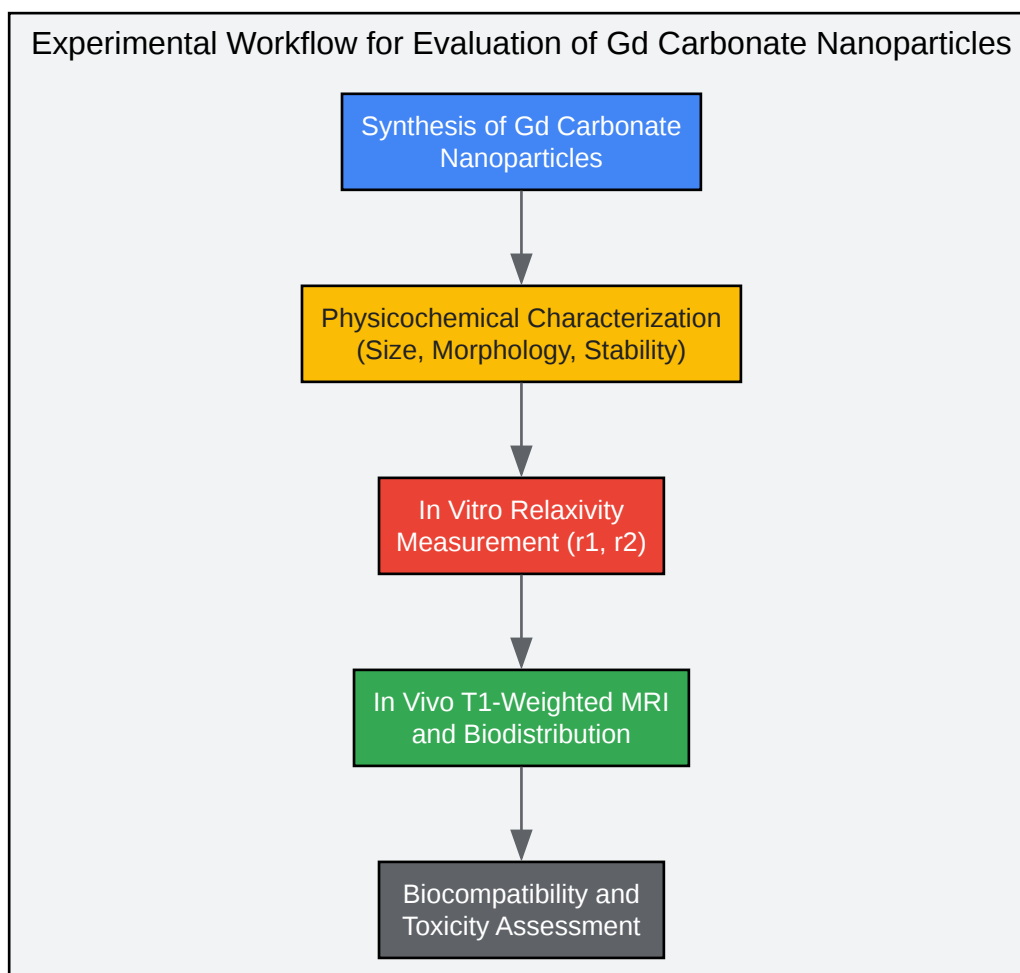 Experimental Workflow for Evaluation of Gd Carbonate Nanoparticles
Synthesis of Gd Carbonate
Nanoparticles
Physicochemical Characterization
(Size, Morphology, Stability)
In Vitro Relaxivity
Measurement (r1, r2)
In Vivo T1-Weighted MRI
and Biodistribution
Biocompatibility and
Toxicity Assessment